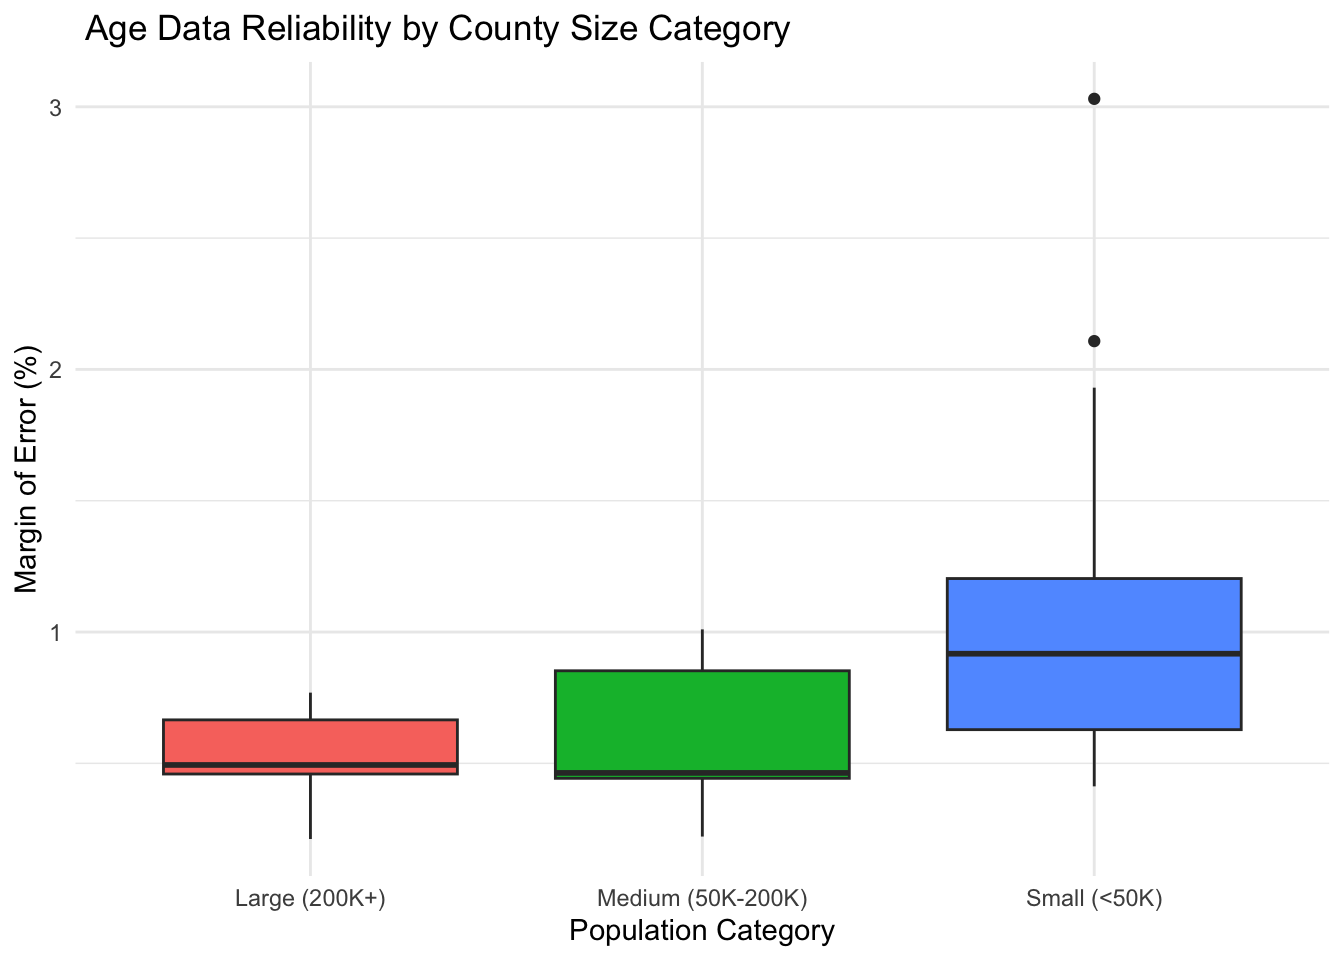 Age Data Reliability by County Size Category
Margin of Error (%)
3
2
1
Large (200K+)
Medium (50K-200K)
Small (<50K)
Population Category